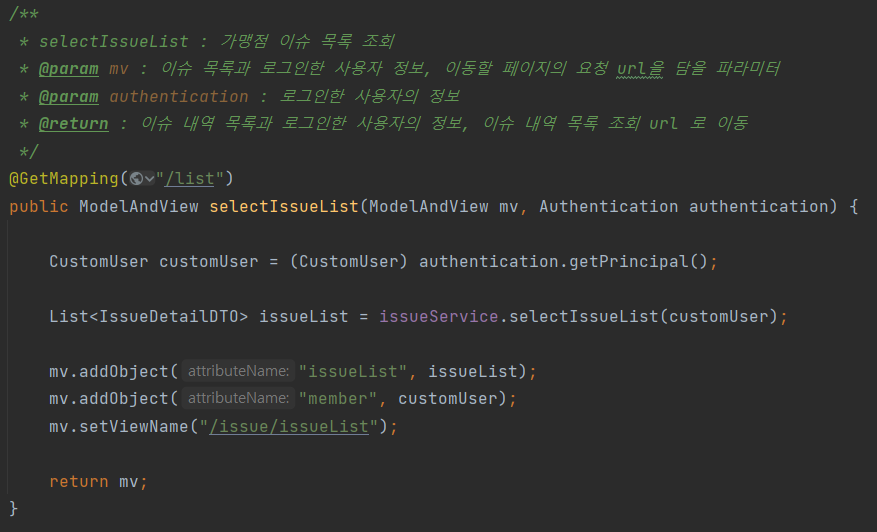 /**
 * selectIssueList : 가맹점 이슈 목록 조회
 * @param mv : 이슈 목록과 로그인한 사용자 정보, 이동할 페이지의 요청 url을 담을 파라미터
 * @param authentication : 로그인한 사용자의 정보
 * @return : 이슈 내역 목록과 로그인한 사용자의 정보, 이슈 내역 목록 조회 url 로 이동
 */
@GetMapping("/list")
public ModelAndView selectIssueList(ModelAndView mv, Authentication authentication) {
    CustomUser customUser = (CustomUser) authentication.getPrincipal();
    List<IssueDetailDTO> issueList = issueService.selectIssueList(customUser);
    mv.addObject( attributeName: "issueList", issueList);
    mv.addObject( attributeName: "member", customUser);
    mv.setViewName("/issue/issueList");
    return mv;
}